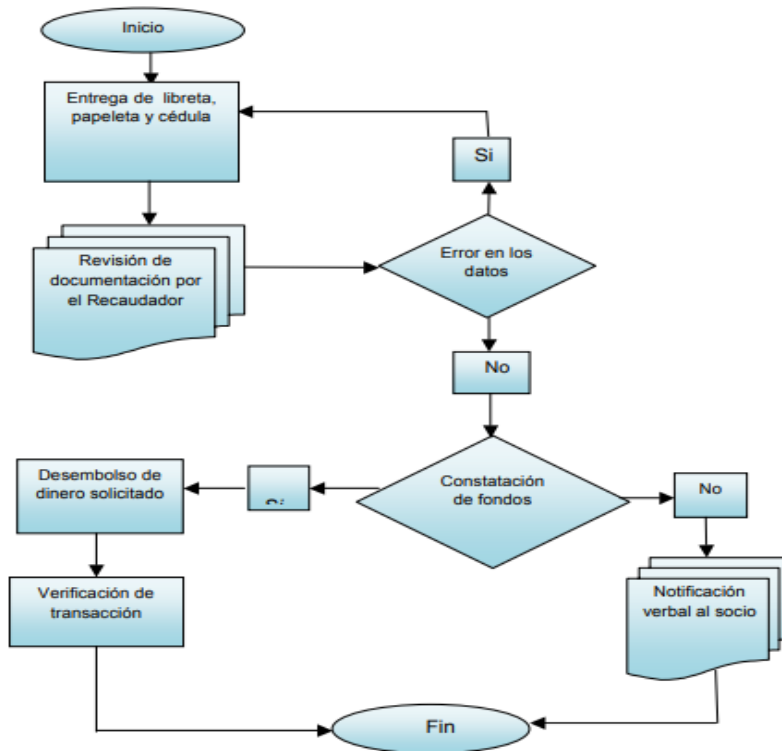 Inicio
Entrega de libreta,
papeleta y cédula
Si
Revisión de
documentación por
el Recaudador
Error en los
datos
No
Constatación
de fondos
Desembolso de
dinero solicitado
No
Verificación de
transacción
Notificación
verbal al socio
Fin